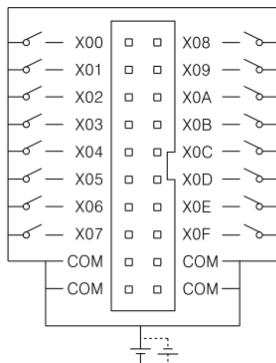 X00 X08
X01 X09
X02 X0A
X03 X0B
X04 X0C
X05 X0D
X06 X0E
X07 X0F
COM COM
COM COM